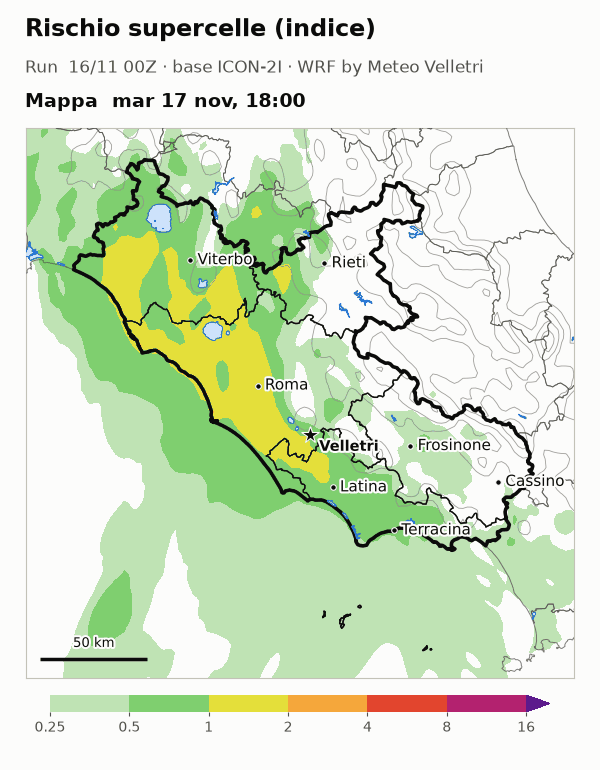 Rischio supercelle (indice)
Run  16/11 00Z · base ICON-2I · WRF by Meteo Velletri
Mappa  mar 17 nov, 18:00
Viterbo
Rieti
Roma
Velletri
Frosinone
Cassino
Latina
Terracina
50 km
0.25 0.5 1 2 4 8 16